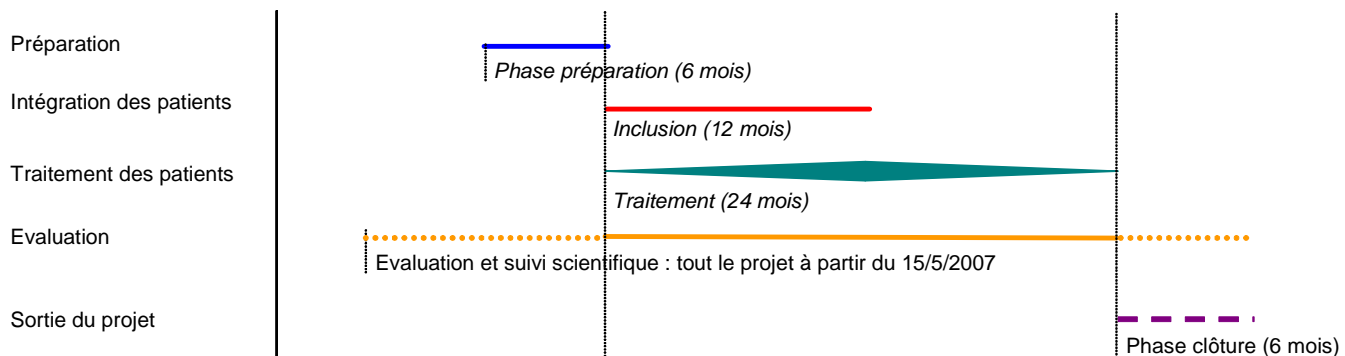 Préparation
Phase préparation (6 mois)
Intégration des patients
Inclusion (12 mois)
Traitement des patients
Traitement (24 mois)
Evaluation
Evaluation et suivi scientifique : tout le projet à partir du 15/5/2007
Sortie du projet
Phase clôture (6 mois)